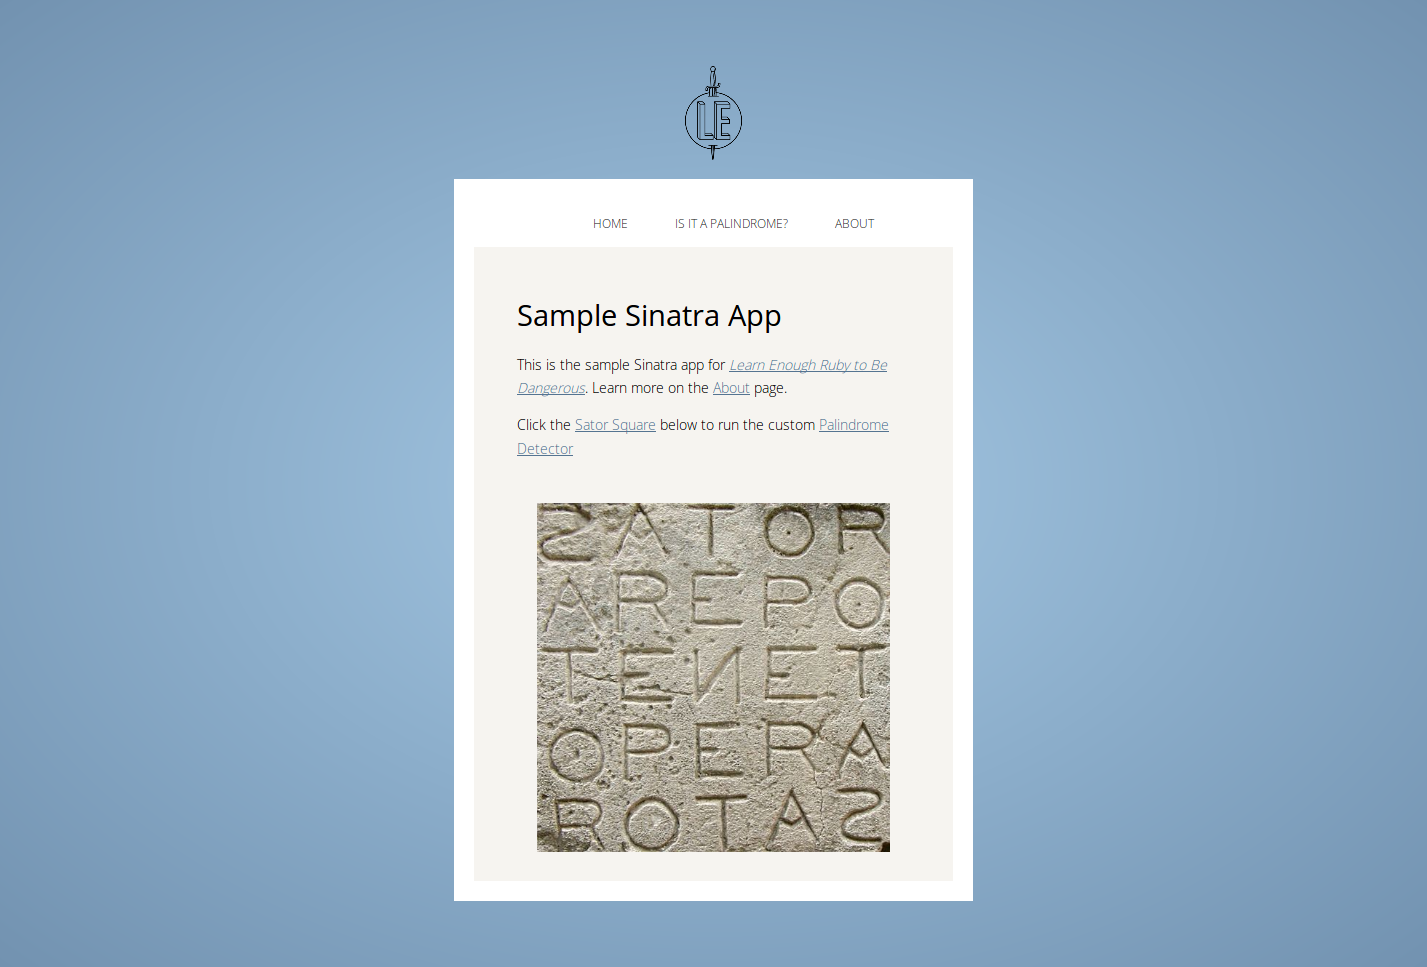 LE
HOME IS IT A PALINDROME? ABOUT
Sample Sinatra App
This is the sample Sinatra app for Learn Enough Ruby to Be
Dangerous. Learn more on the About page.
Click the Sator Square below to run the custom Palindrome
Detector
SATOR
AREPO
TENET
OPERA
ROTAS